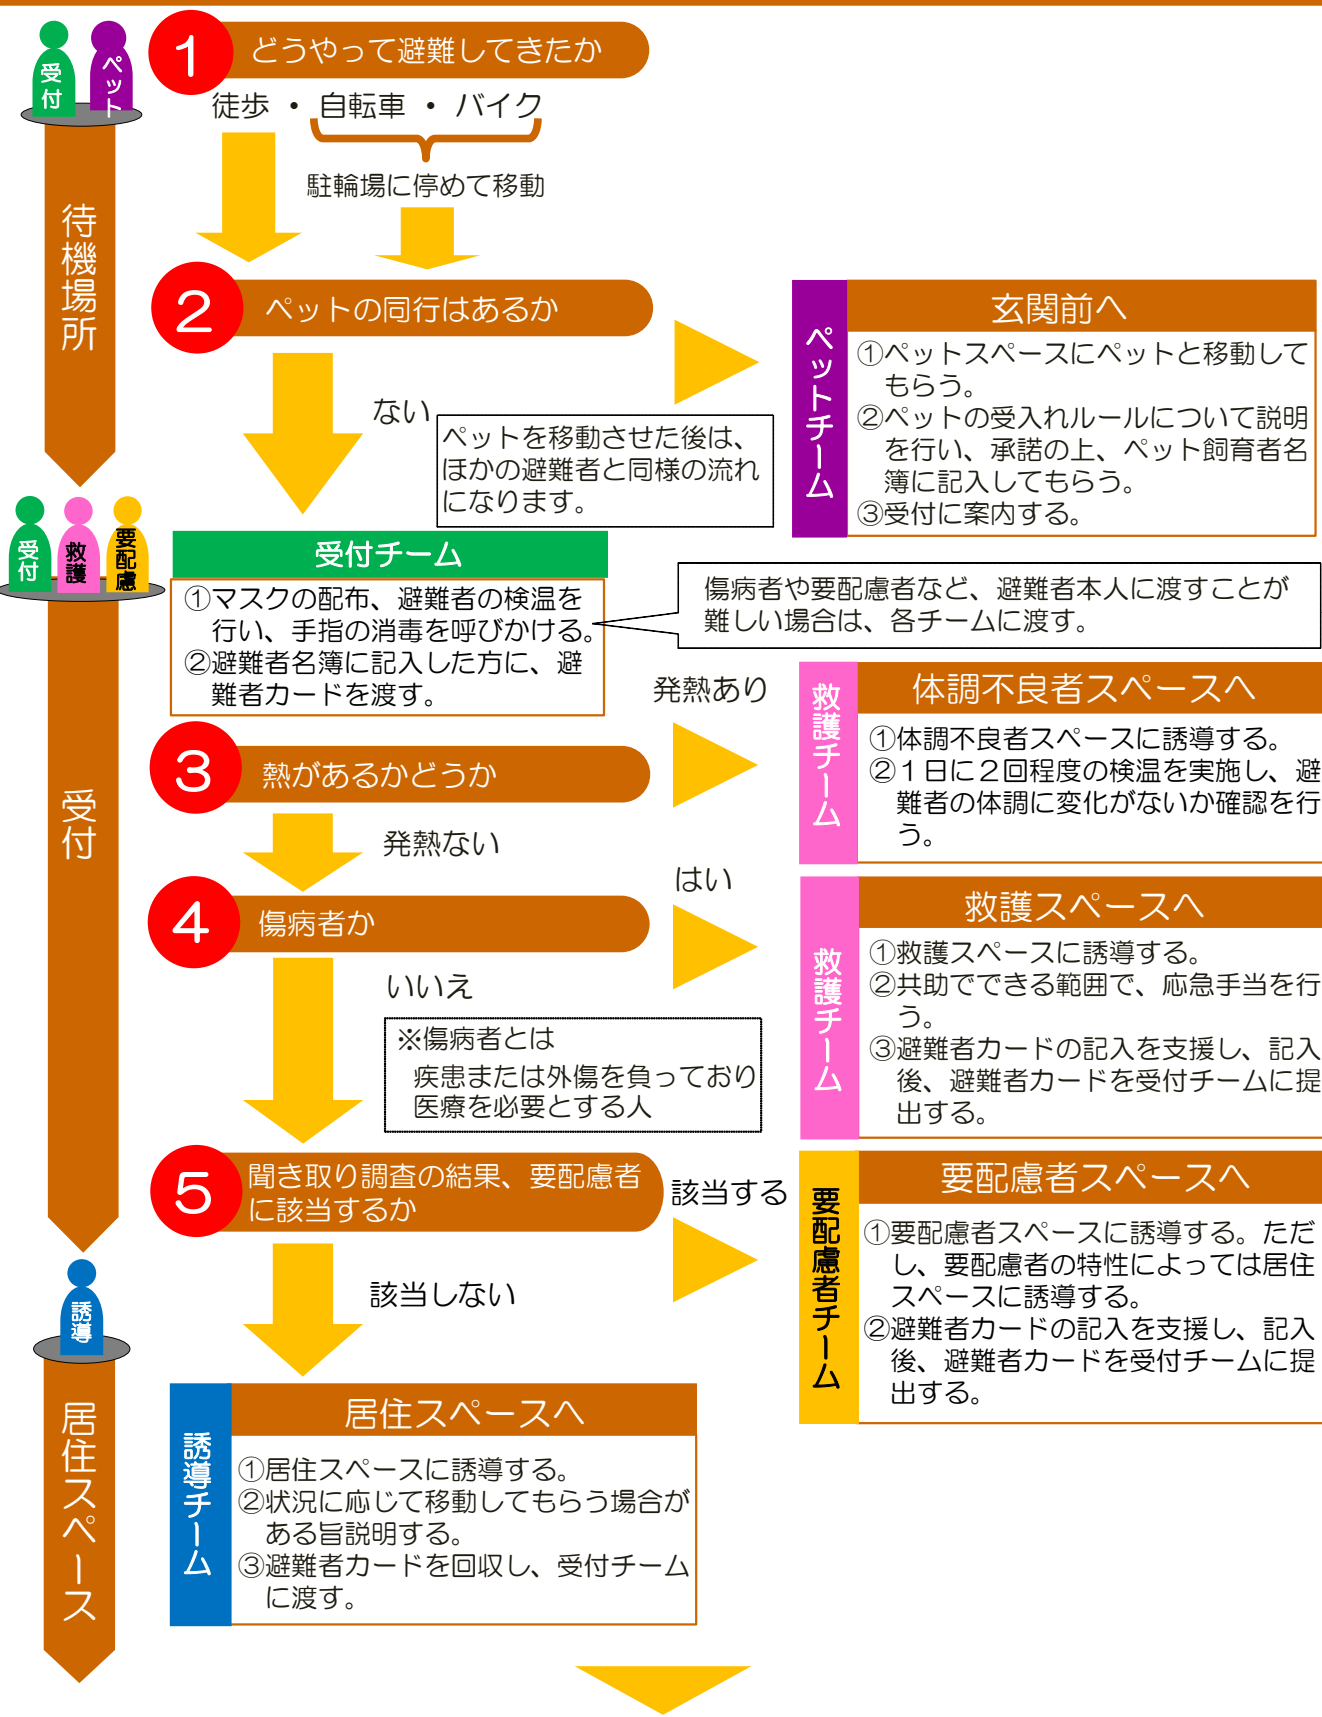 受付
ペット
1
どうやって避難してきたか
徒歩 ・ 自転車 ・ バイク
駐輪場に停めて移動
待機場所
2
ペットの同行はあるか
ない
ペットを移動させた後は、
ほかの避難者と同様の流れ
になります。
ペットチーム
玄関前へ
①ペットスペースにペットと移動して
もらう。
②ペットの受入れルールについて説明
を行い、承諾の上、ペット飼育者名
簿に記入してもらう。
③受付に案内する。
受付
救護
要配慮
受付チーム
①マスクの配布、避難者の検温を
行い、手指の消毒を呼びかける。
②避難者名簿に記入した方に、避
難者カードを渡す。
傷病者や要配慮者など、避難者本人に渡すことが
難しい場合は、各チームに渡す。
受付
3
熱があるかどうか
発熱あり
発熱ない
救護チーム
体調不良者スペースへ
①体調不良者スペースに誘導する。
②１日に２回程度の検温を実施し、避
難者の体調に変化がないか確認を行
う。
4
傷病者か
はい
いいえ
※傷病者とは
疾患または外傷を負っており
医療を必要とする人
救護チーム
救護スペースへ
①救護スペースに誘導する。
②共助でできる範囲で、応急手当を行
う。
③避難者カードの記入を支援し、記入
後、避難者カードを受付チームに提
出する。
5
聞き取り調査の結果、要配慮者
に該当するか
該当する
該当しない
要配慮者チーム
要配慮者スペースへ
①要配慮者スペースに誘導する。ただ
し、要配慮者の特性によっては居住
スペースに誘導する。
②避難者カードの記入を支援し、記入
後、避難者カードを受付チームに提
出する。
誘導
居住スペース
誘導チーム
居住スペースへ
①居住スペースに誘導する。
②状況に応じて移動してもらう場合が
ある旨説明する。
③避難者カードを回収し、受付チーム
に渡す。